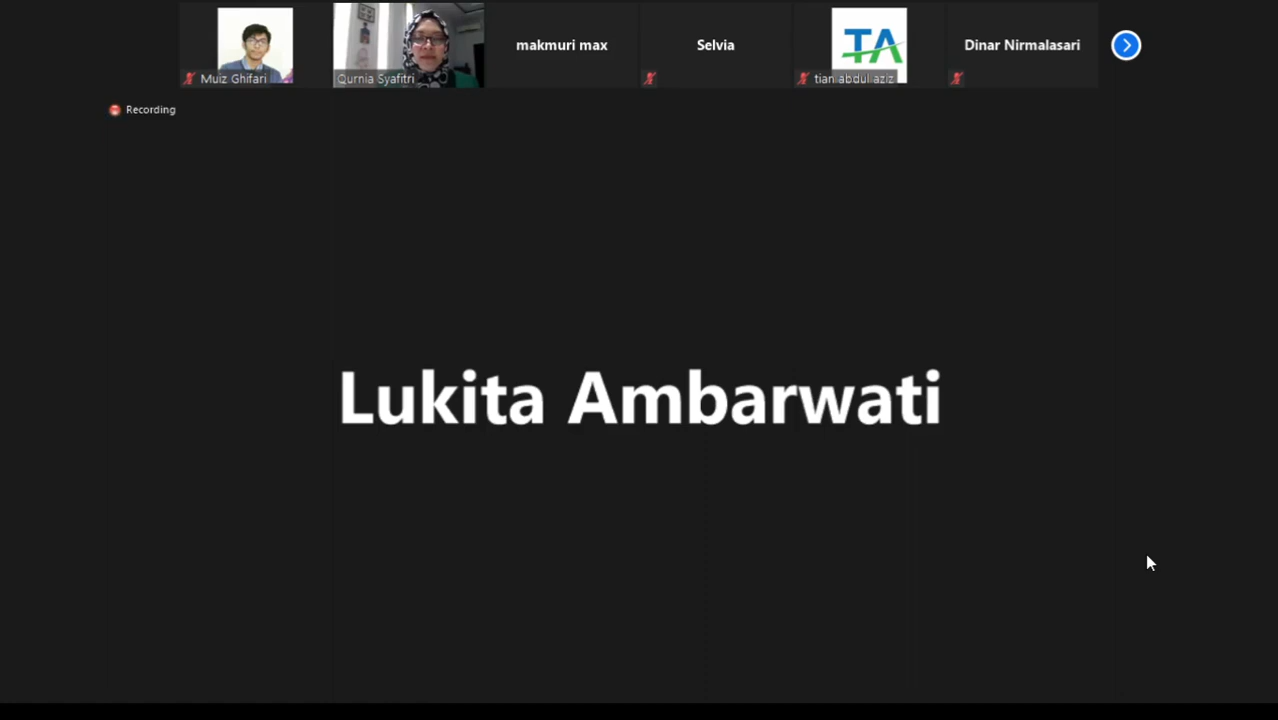 makmuri max
Selvia
TA
Dinar Nirmalasari
Muiz Ghifari
Qurnia Syafitri
tian abdul aziz
Recording
Lukita Ambarwati